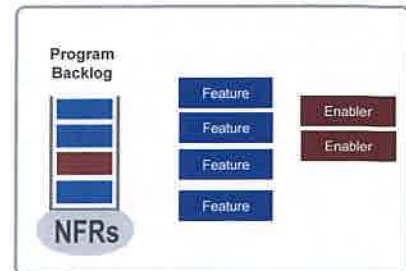 Program
Backlog
NFRs
Feature
Feature
Feature
Feature
Enabler
Enabler